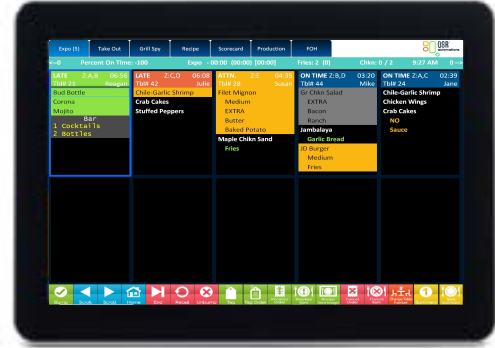 Expo (5) Take Out Grill Spy Recipe Scorecard Production FOH QSR automations
<--0 Percent On Time: -100 Expo - 00:00 (00:00) [00:00] Fries: 2 (0) Chkn: 0 / 2 9:27 AM 0 -->
LATE 2:A,B 06:56
Tbl# 21 Reagan
Bud Bottle
Corona
Mojito
Bar
1 Cocktails
2 Bottles
LATE Z:C,D 06:08
Tbl# 42 Julie
Chile-Garlic Shrimp
Crab Cakes
Stuffed Peppers
ATTN Z:E 04:35
Tbl# 28 Susan
Filet Mignon
Medium
EXTRA
Butter
Baked Potato
Maple Chikn Sand
Fries
ON TIME Z:B,D 03:20
Tbl# 44 Mike
Gr Chkn Salad
EXTRA
Bacon
Ranch
Jambalaya
Garlic Bread
JD Burger
Medium
Fries
ON TIME Z:A,C 02:39
Tbl# 24 Jane
Chile-Garlic Shrimp
Chicken Wings
Crab Cakes
NO
Sauce
Bump Scroll Scroll Home End Recall Unbump Tag